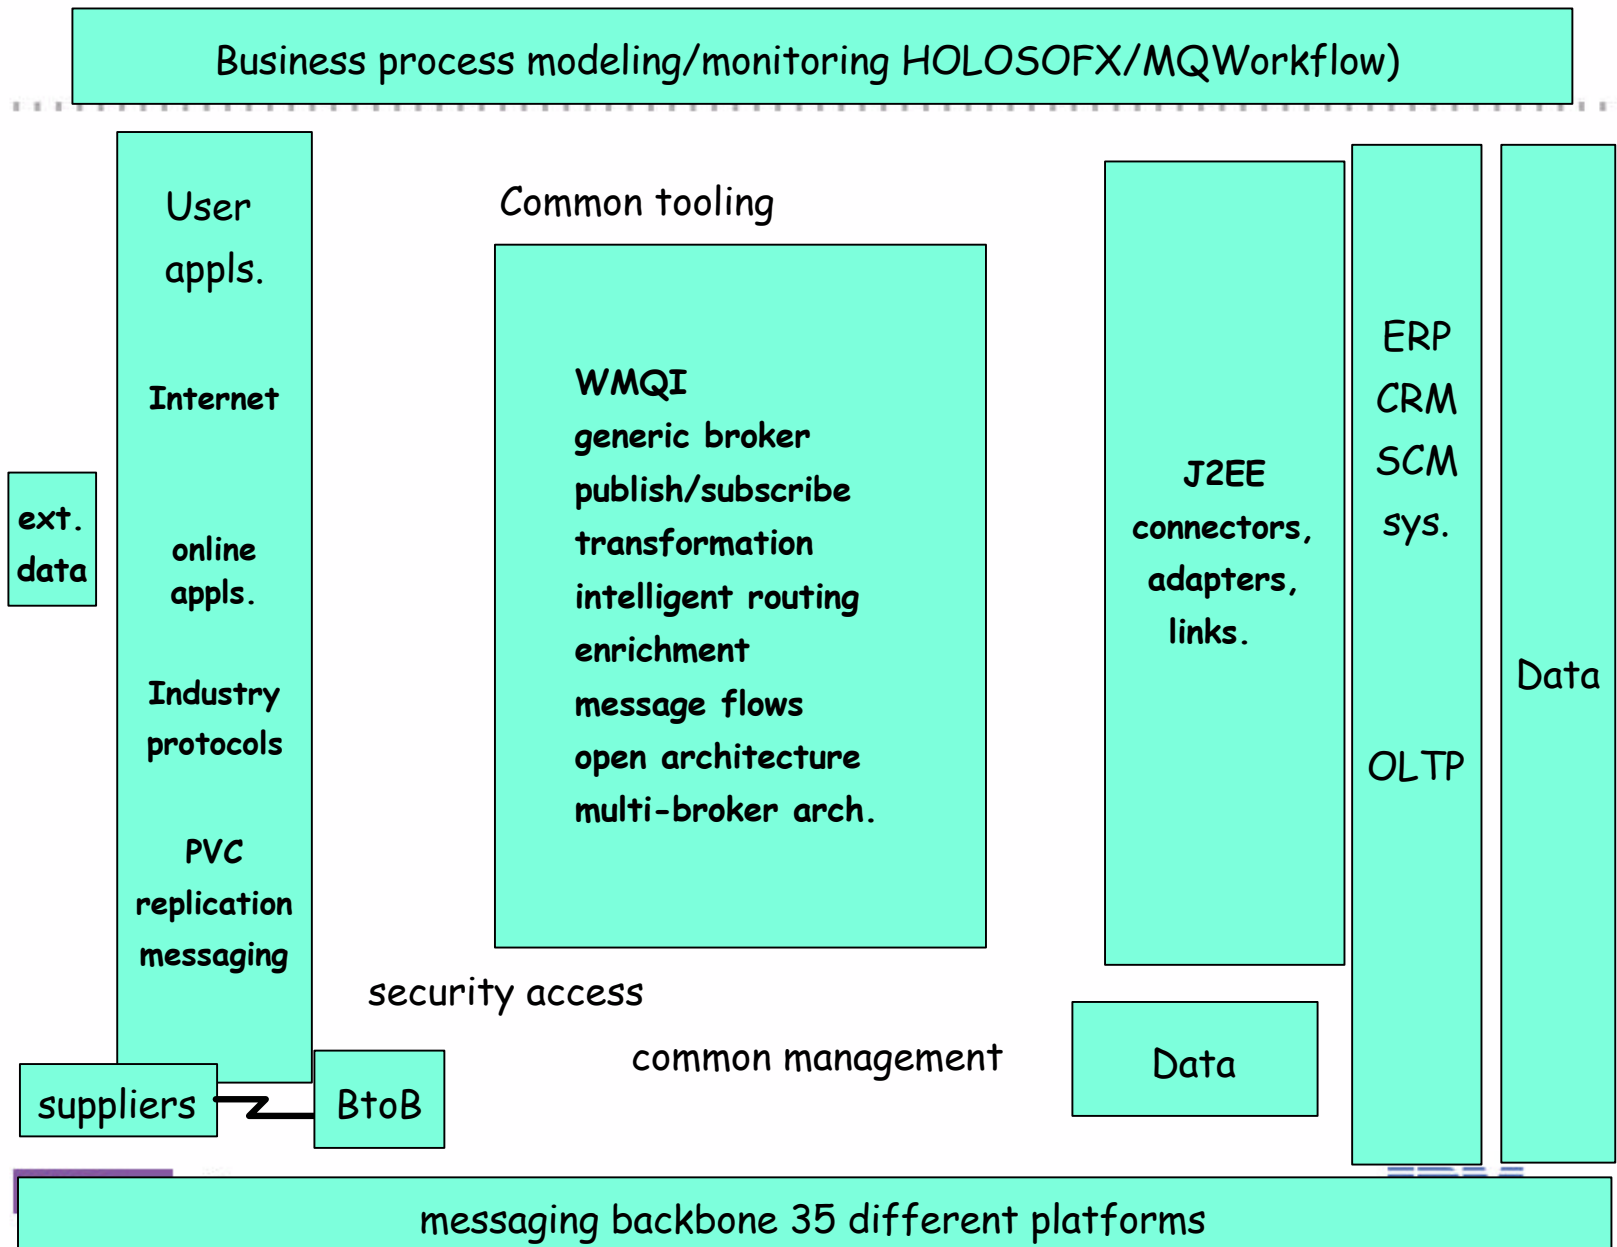 Business process modeling/monitoring HOLOSOFX/MQWorkflow)
User
appls.
Internet
online
appls.
Industry
protocols
PVC
replication
messaging
ext.
data
suppliers
BtoB
Common tooling
WMQI
generic broker
publish/subscribe
transformation
intelligent routing
enrichment
message flows
open architecture
multi-broker arch.
security access
common management
J2EE
connectors,
adapters,
links.
Data
ERP
CRM
SCM
sys.
OLTP
Data
messaging backbone 35 different platforms